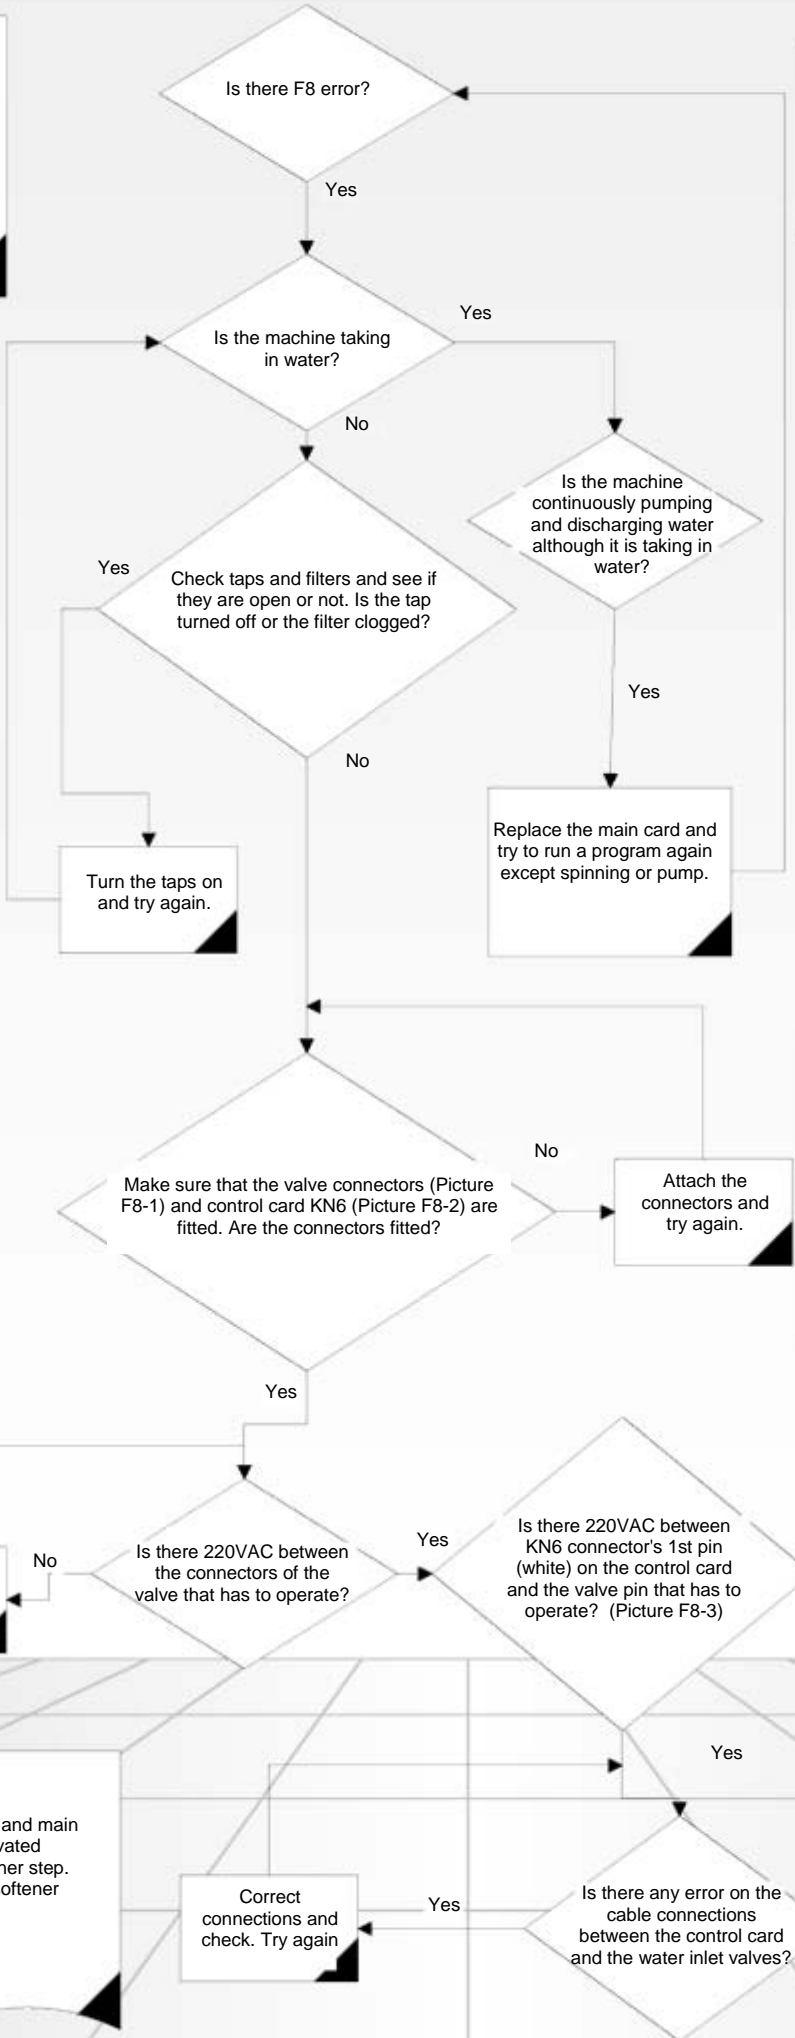 Is there F8 error?
Yes
Is the machine taking
in water?
Yes
No
Is the machine
continuously pumping
and discharging water
although it is taking in
water?
Yes
Check taps and filters and see if
they are open or not. Is the tap
turned off or the filter clogged?
Yes
No
Replace the main card and
try to run a program again
except spinning or pump.
Turn the taps on
and try again.
Make sure that the valve connectors (Picture
F8-1) and control card KN6 (Picture F8-2) are
fitted. Are the connectors fitted?
No
Attach the
connectors and
try again.
Yes
Is there 220VAC between
the connectors of the
valve that has to operate?
No
Yes
Is there 220VAC between
KN6 connector's 1st pin
(white) on the control card
and the valve pin that has to
operate?  (Picture F8-3)
Yes
and main
vated
ner step.
oftener
Correct
connections and
check. Try again
Yes
Is there any error on the
cable connections
between the control card
and the water inlet valves?